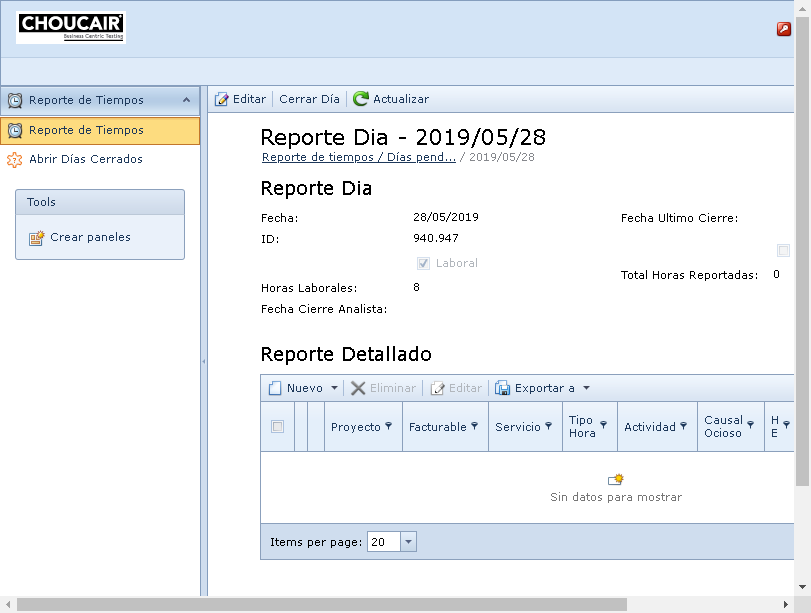 CHOUCAIR
Business Centric Testing
Reporte de Tiempos
Reporte de Tiempos
Abrir Días Cerrados
Tools
Crear paneles
Editar
Cerrar Día
Actualizar
Reporte Dia - 2019/05/28
Reporte de tiempos / Días pend... / 2019/05/28
Reporte Dia
Fecha: 28/05/2019 Fecha Ultimo Cierre:
ID: 940.947
Laboral
Total Horas Reportadas: 0
Horas Laborales: 8
Fecha Cierre Analista:
Reporte Detallado
Nuevo Eliminar Editar Exportar a
Proyecto Facturable Servicio Tipo Hora Actividad Causal Ocioso H E
Sin datos para mostrar
Items per page: 20